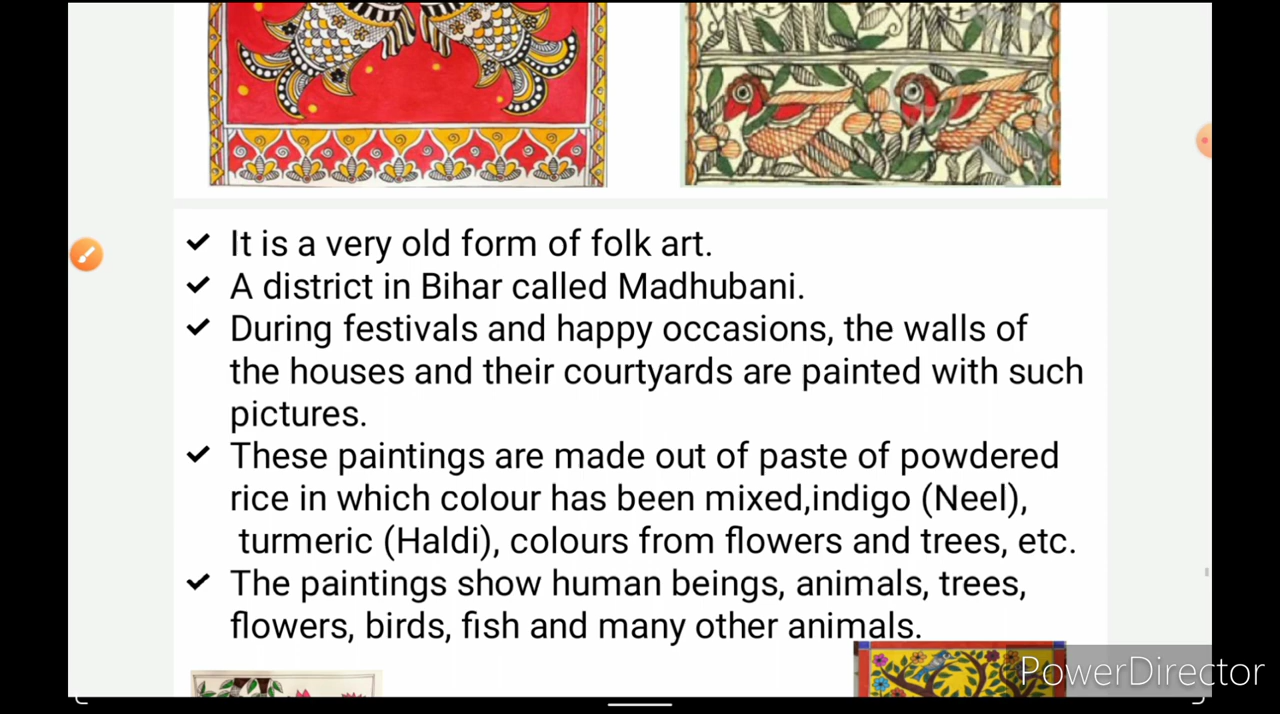 It is a very old form of folk art.
A district in Bihar called Madhubani.
During festivals and happy occasions, the walls of
the houses and their courtyards are painted with such
pictures.
These paintings are made out of paste of powdered
rice in which colour has been mixed,indigo (Neel),
turmeric (Haldi), colours from flowers and trees, etc.
The paintings show human beings, animals, trees,
flowers, birds, fish and many other animals.
PowerDirector